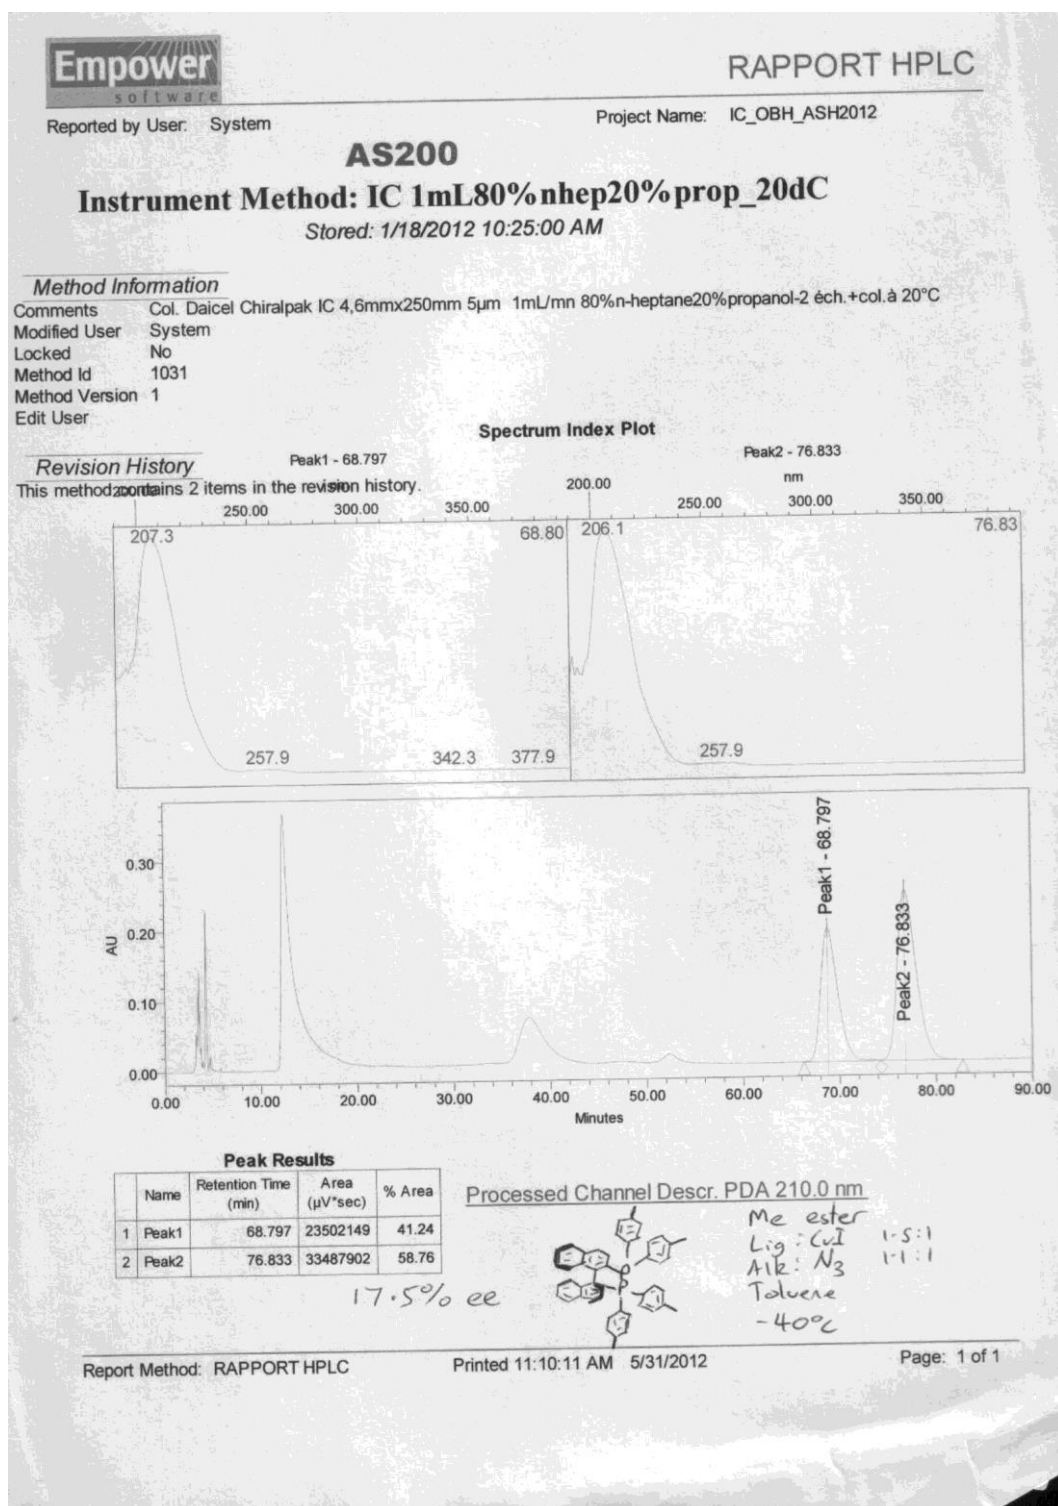 Empower
software
RAPPORT HPLC
Reported by User: System
Project Name: IC_OBH_ASH2012
AS200
Instrument Method: IC 1mL80%nhep20%prop_20dC
Stored: 1/18/2012 10:25:00 AM
Method Information
Comments Col. Daicel Chiralpak IC 4,6mmx250mm 5µm 1mL/mn 80%n-heptane20%propanol-2 éch.+col.à 20°C
Modified User System
Locked No
Method Id 1031
Method Version 1
Edit User
Spectrum Index Plot
Revision History
Peak1 - 68.797
Peak2 - 76.833
This method contains 2 items in the revision history.
nm
200.00
250.00 300.00 350.00
250.00 300.00 350.00
207.3
68.80
206.1
76.83
257.9
342.3
377.9
257.9
Peak1 - 68.797
Peak2 - 76.833
AU
0.30
0.20
0.10
0.00
0.00 10.00 20.00 30.00 40.00 50.00 60.00 70.00 80.00 90.00
Minutes
Peak Results
Name Retention Time (min) Area (µV*sec) % Area
1 Peak1 68.797 23502149 41.24
2 Peak2 76.833 33487902 58.76
17.5% ee
Processed Channel Descr. PDA 210.0 nm
Me ester
Lig : CuI 1.5:1
Alk : N3 1.1:1
Toluene
-40°C
Report Method: RAPPORT HPLC
Printed 11:10:11 AM 5/31/2012
Page: 1 of 1